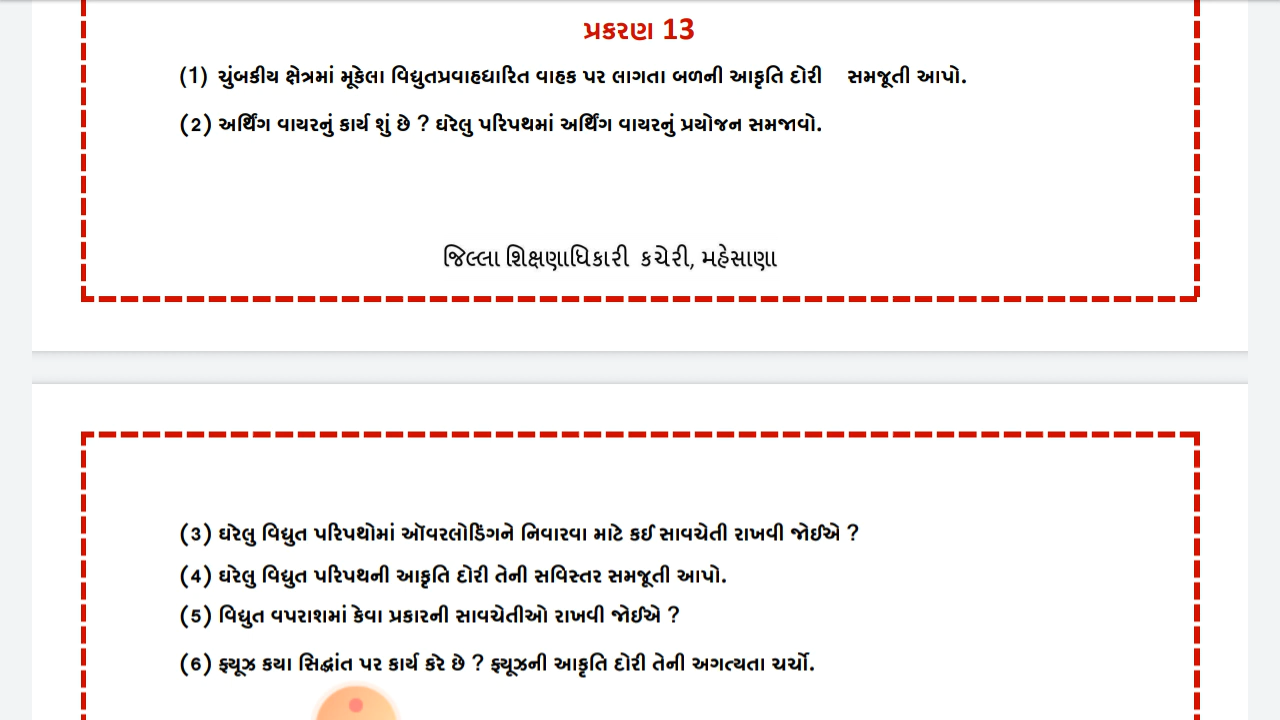 પ્રકરણ 13
(1) ચુંબકીય ક્ષેત્રમાં મૂકેલા વિદ્યુતપ્રવાહધારિત વાહક પર લાગતા બળની આકૃતિ દોરી સમજૂતી આપો.
(2) અર્થિંગ વાયરનું કાર્ય શું છે ? ઘરેલુ પરિપથમાં અર્થિંગ વાયરનું પ્રયોજન સમજાવો.
જિલ્લા શિક્ષણાધિકારી કચેરી, મહેસાણા
(3) ઘરેલુ વિદ્યુત પરિપથોમાં ઑવરલોડિંગને નિવારવા માટે કઈ સાવચેતી રાખવી જોઈએ ?
(4) ઘરેલુ વિદ્યુત પરિપથની આકૃતિ દોરી તેની સવિસ્તર સમજૂતી આપો.
(5) વિદ્યુત વપરાશમાં કેવા પ્રકારની સાવચેતીઓ રાખવી જોઈએ ?
(6) ફ્યૂઝ કયા સિદ્ધાંત પર કાર્ય કરે છે ? ફ્યૂઝની આકૃતિ દોરી તેની અગત્યતા ચર્ચો.